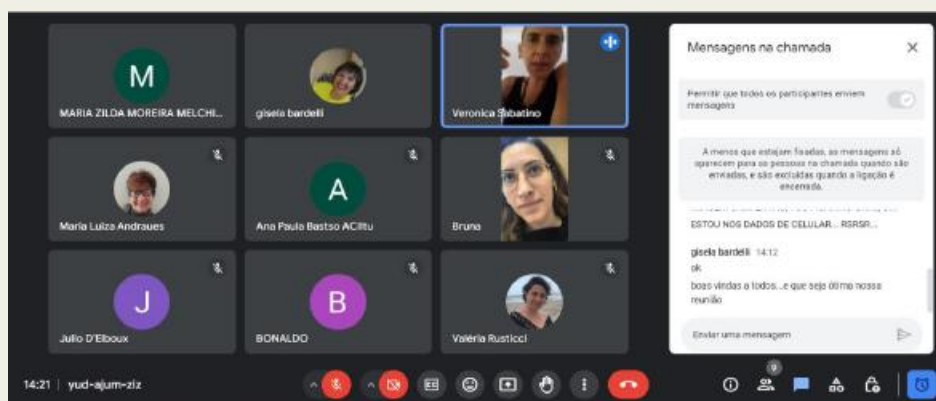 M
MARIA ZILDA MOREIRA MELCHI...
gisela bardelli
Veronica Sabatino
Maria Luiza Andraues
A
Ana Paula Bastso ACIItu
Bruna
J
Julio D'Elboux
B
BONALDO
Valéria Rusticci
14:21 | yud-ajum-ziz
9
Mensagens na chamada
Permitir que todos os participantes enviem
mensagens
A menos que estejam fixadas, as mensagens só
aparecem para as pessoas na chamada quando são
enviadas, e são excluídas quando a ligação é
encerrada.
ESTOU NOS DADOS DE CELULAR... RSRSR...
gisela bardelli 14:12
ok
boas vindas a todos...e que seja ótima nossa
reunião
Enviar uma mensagem